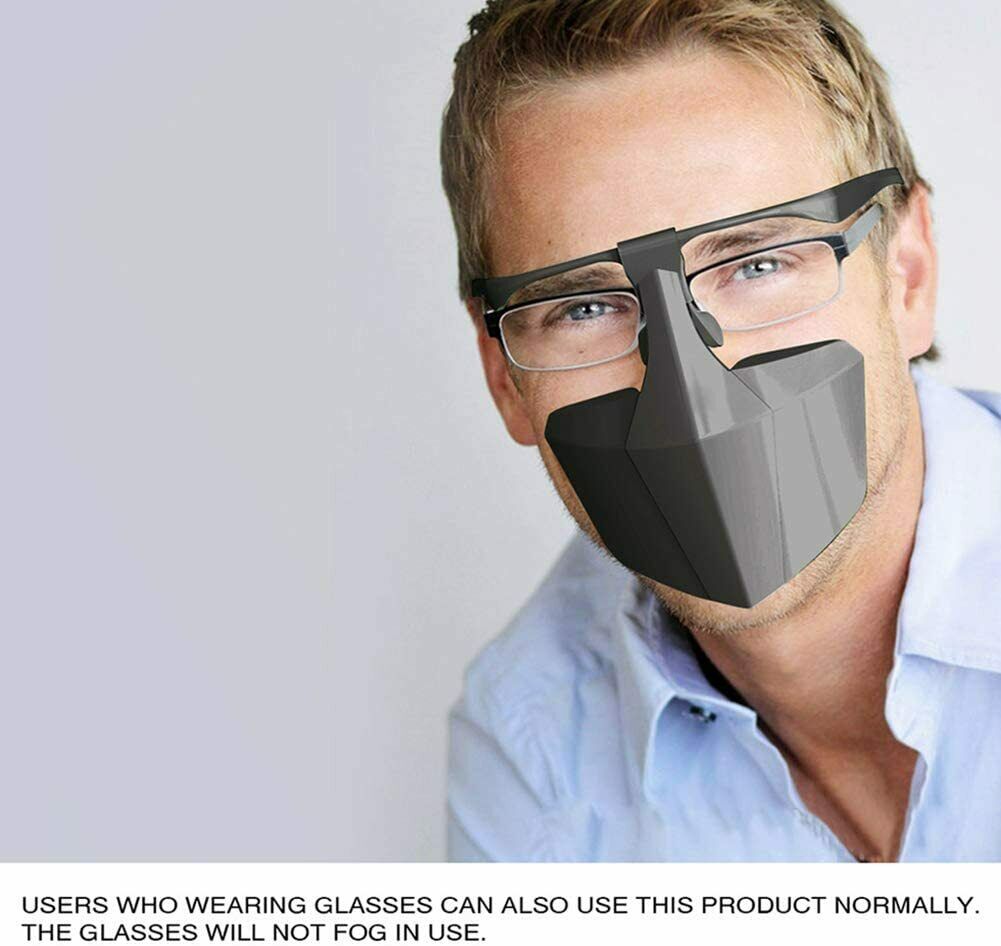 USERS WHO WEARING GLASSES CAN ALSO USE THIS PRODUCT NORMALLY.
THE GLASSES WILL NOT FOG IN USE.